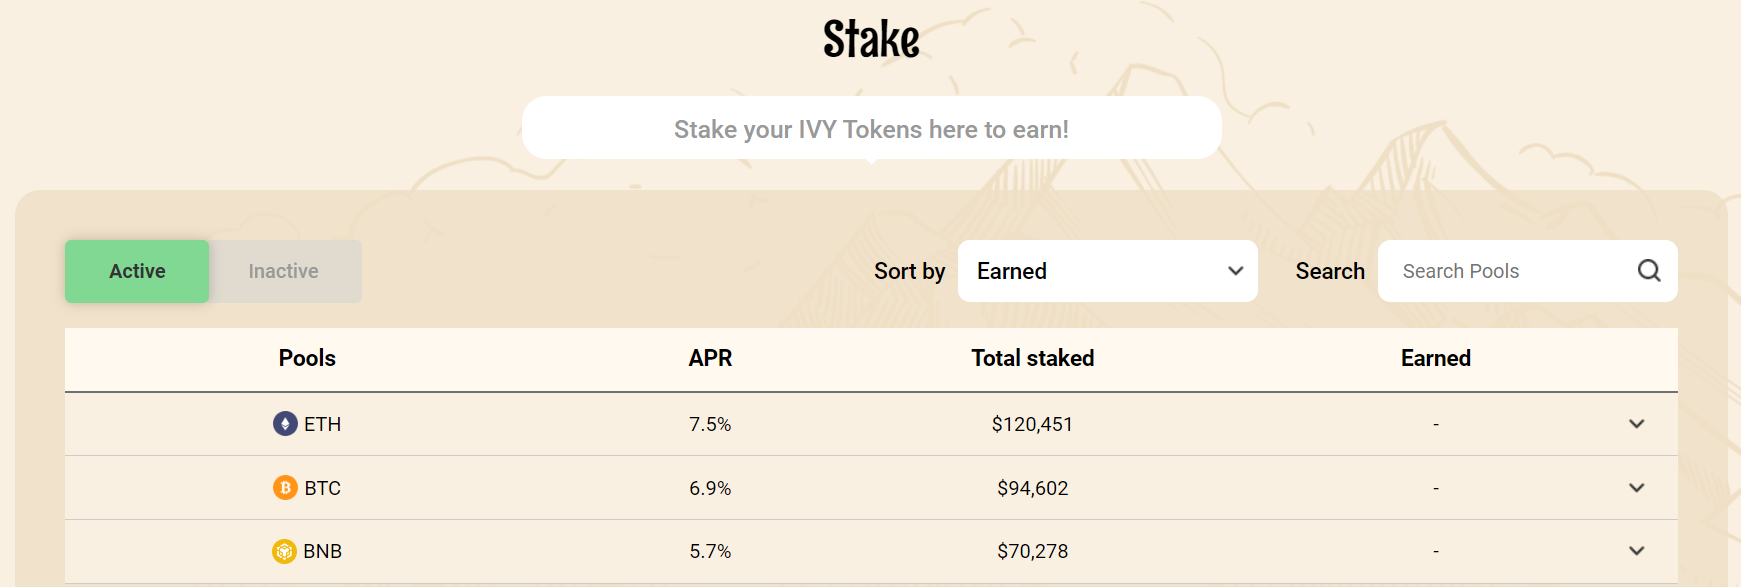 Stake
Stake your IVY Tokens here to earn!
Active Inactive Sort by Earned Search Search Pools
Pools APR Total staked Earned
ETH 7.5% $120,451 -
BTC 6.9% $94,602 -
BNB 5.7% $70,278 -